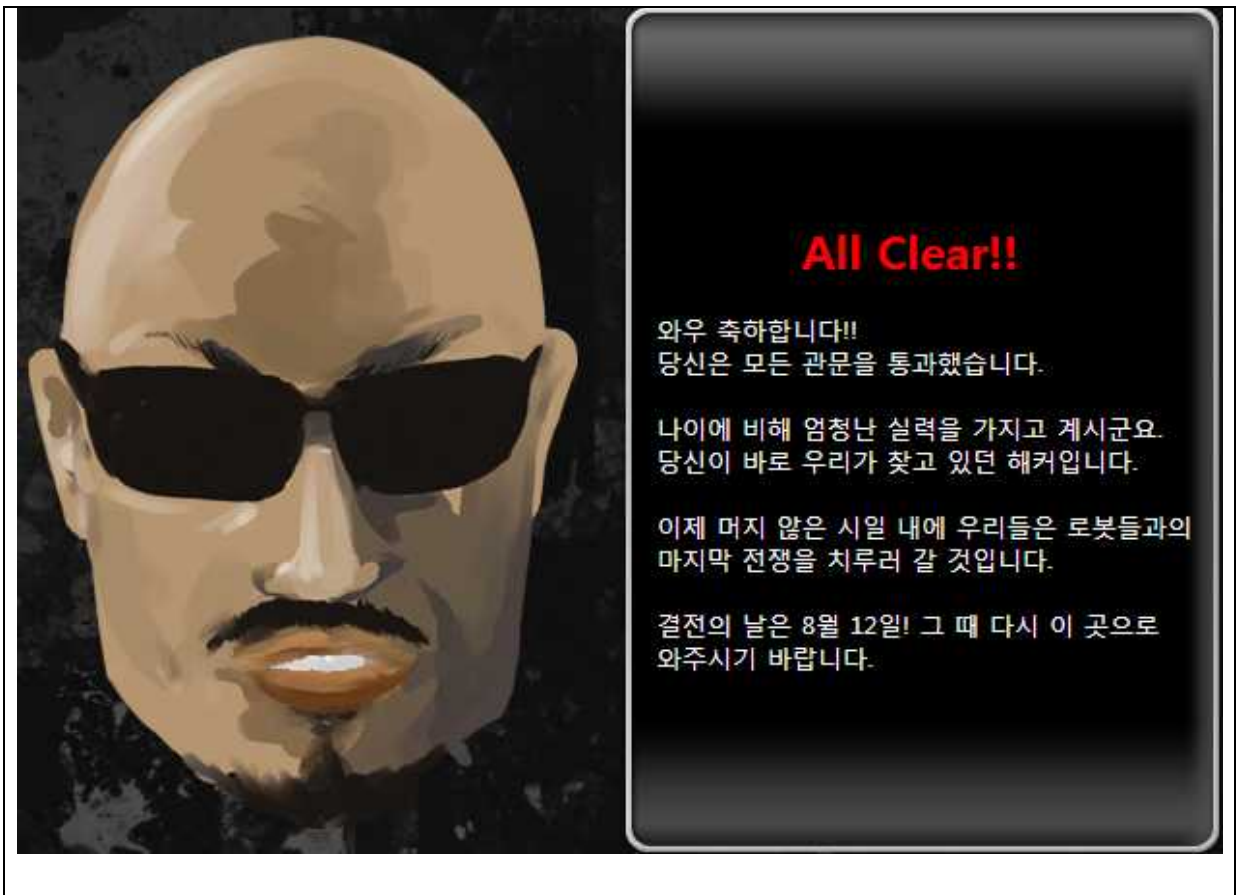 All Clear!!
와우 축하합니다!!
당신은 모든 관문을 통과했습니다.
나이에 비해 엄청난 실력을 가지고 계시군요.
당신이 바로 우리가 찾고 있던 해커입니다.
이제 머지 않은 시일 내에 우리들은 로봇들과의
마지막 전쟁을 치루러 갈 것입니다.
결전의 날은 8월 12일! 그 때 다시 이 곳으로
와주시기 바랍니다.